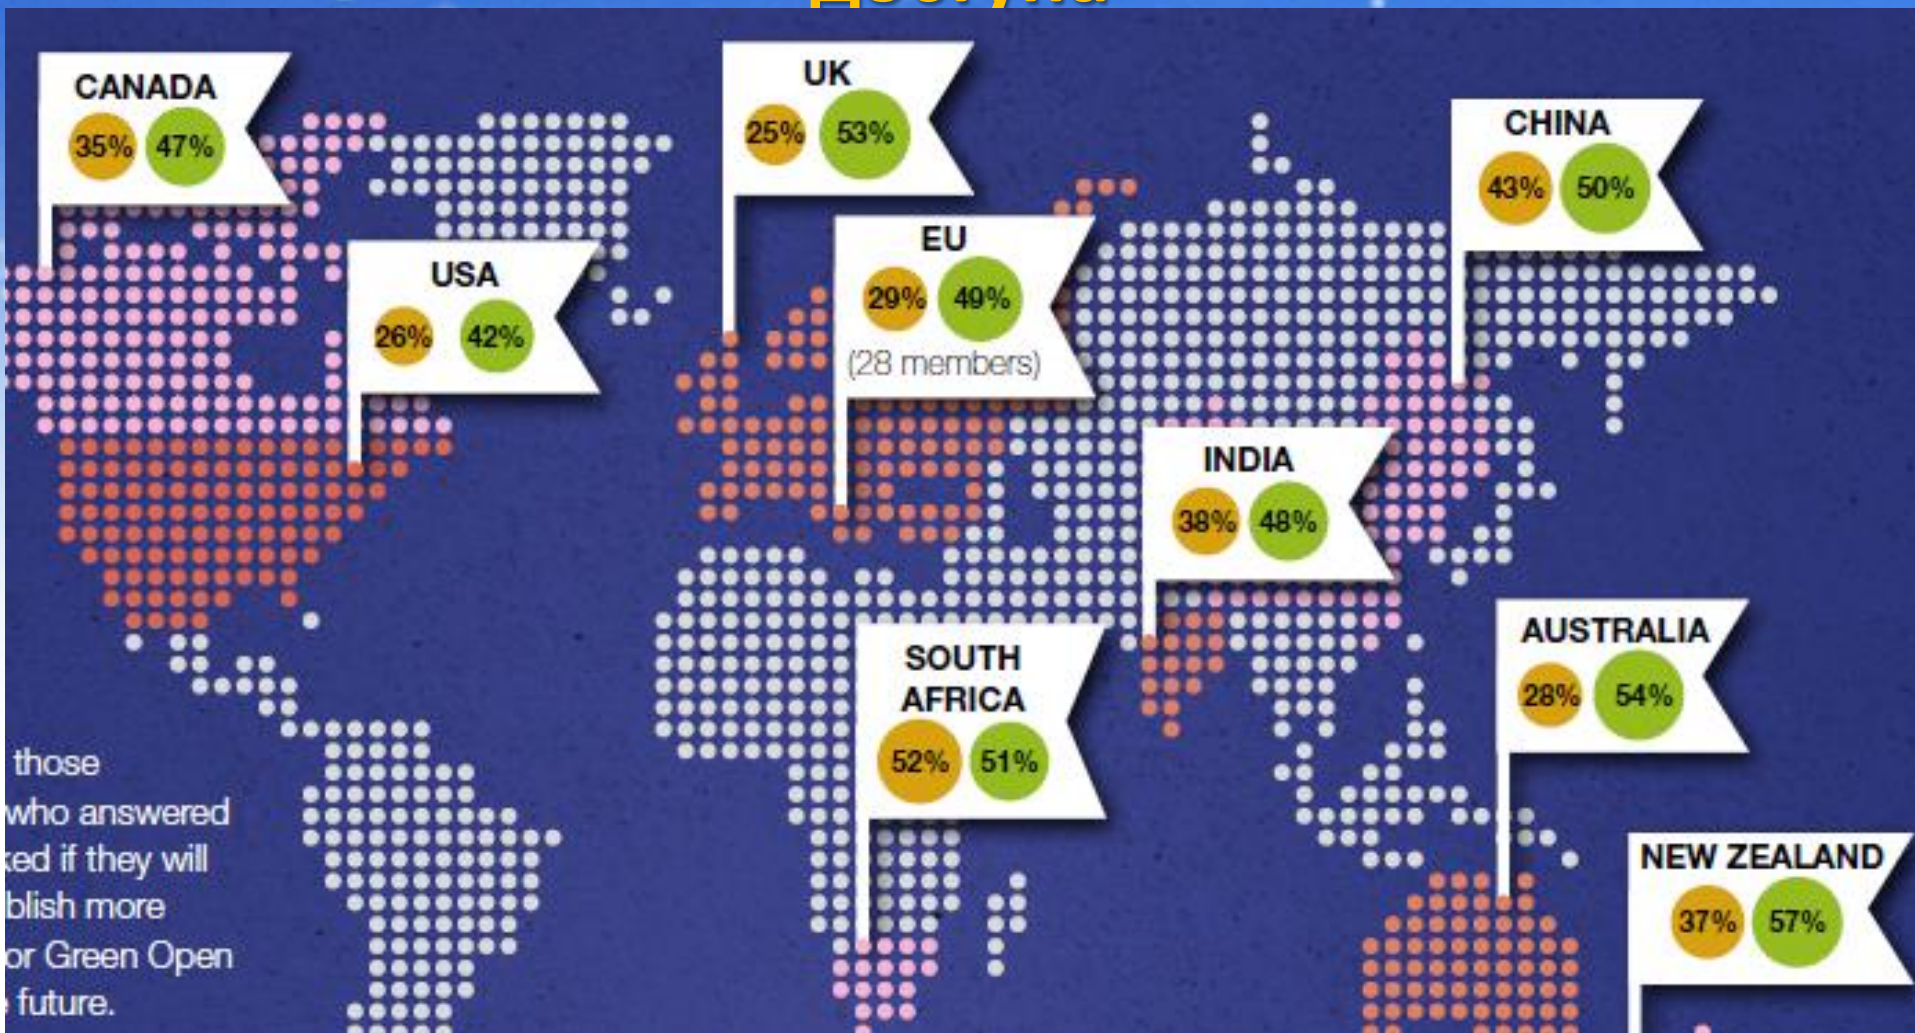 CANADA
35% 47%
USA
26% 42%
UK
25% 53%
EU
29% 49%
(28 members)
CHINA
43% 50%
INDIA
38% 48%
SOUTH
AFRICA
52% 51%
AUSTRALIA
28% 54%
NEW ZEALAND
37% 57%
those
who answered
if they will
more
or Green Open
future.